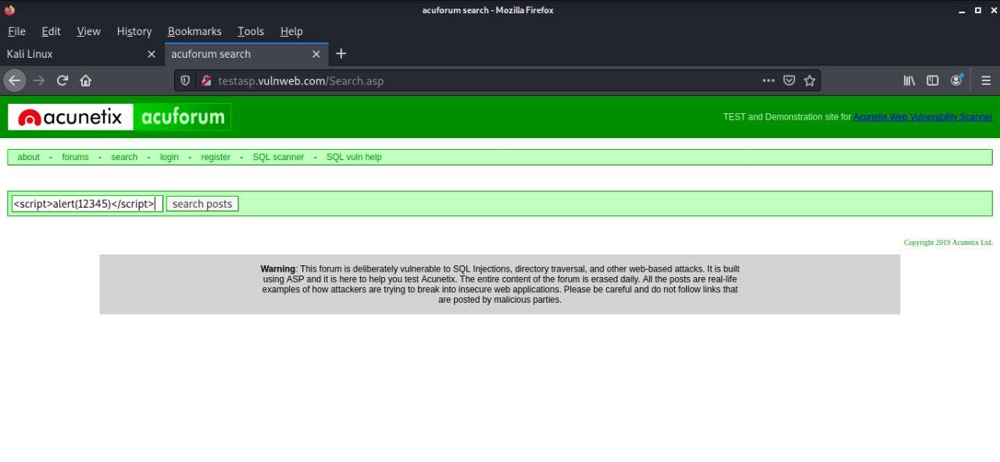 acuforum search - Mozilla Firefox
File Edit View History Bookmarks Tools Help
Kali Linux
acuforum search
testasp.vulnweb.com/Search.asp
acunetix acuforum
TEST and Demonstration site for Acunetix Web Vulnerability Scanner
about - forums - search - login - register - SQL scanner - SQL vuln help
<script>alert(12345)</script> search posts
Copyright 2019 Acunetix Ltd.
Warning: This forum is deliberately vulnerable to SQL Injections, directory traversal, and other web-based attacks. It is built
using ASP and it is here to help you test Acunetix. The entire content of the forum is erased daily. All the posts are real-life
examples of how attackers are trying to break into insecure web applications. Please be careful and do not follow links that
are posted by malicious parties.